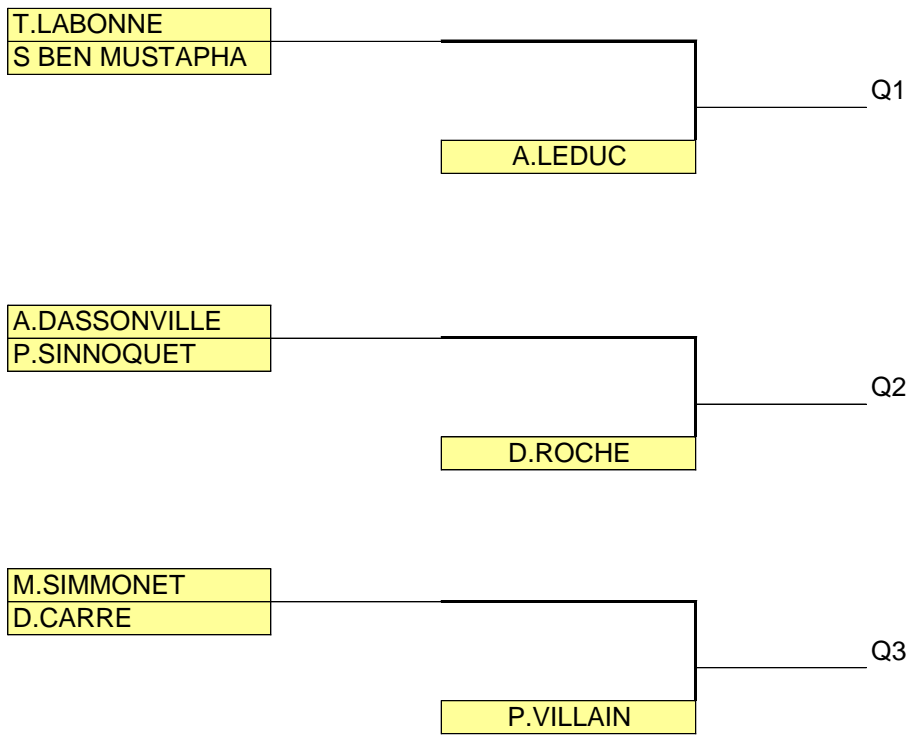 T.LABONNE
S BEN MUSTAPHA
Q1
A.LEDUC
A.DASSONVILLE
P.SINNOQUET
Q2
D.ROCHE
M.SIMMONET
D.CARRE
Q3
P.VILLAIN